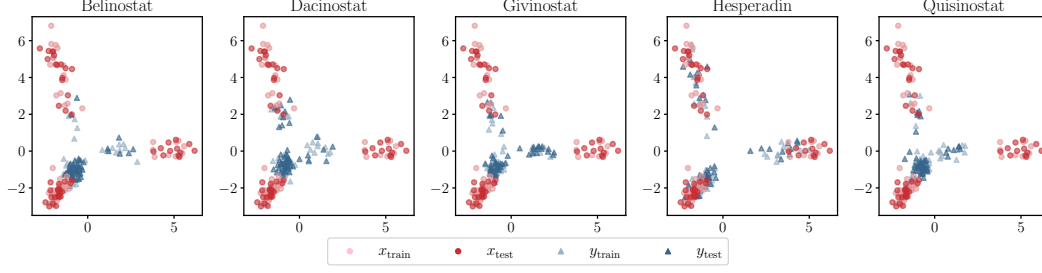 Belinostat Dacinostat Givinostat Hesperadin Quisinostat
6 6 6 6 6
4 4 4 4 4
2 2 2 2 2
0 0 0 0 0
−2 −2 −2 −2 −2
0 5 0 5 0 5 0 5 0 5
x_train x_test y_train y_test